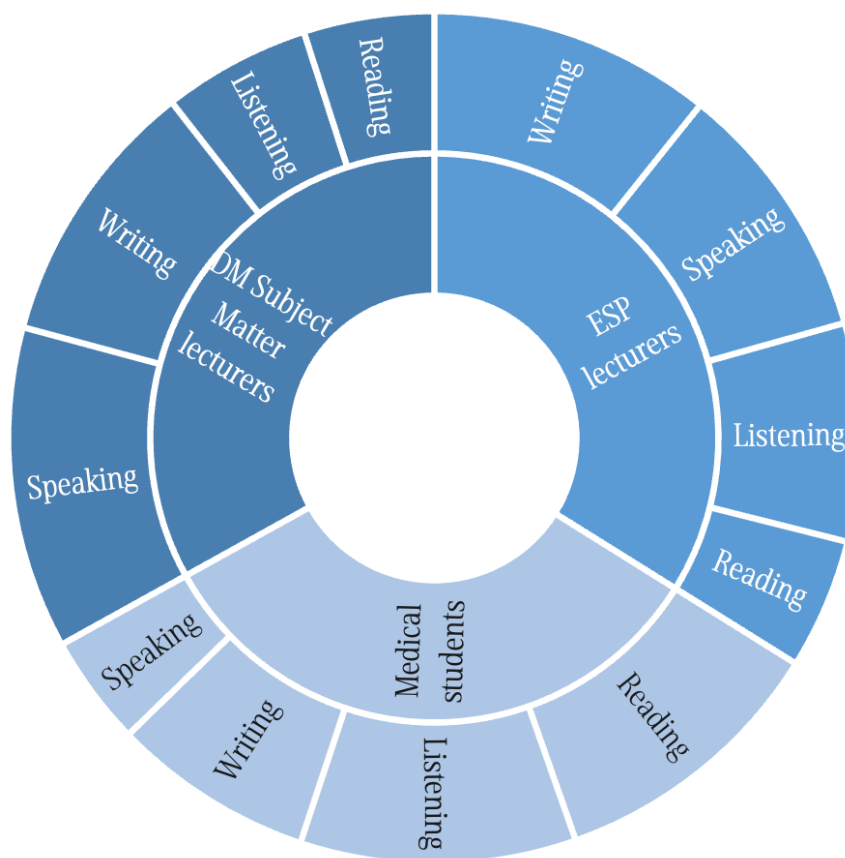 Writing
Speaking
Listening
Reading
ESP
lecturers
Reading
Listening
Writing
Speaking
Medical
students
Speaking
Writing
Listening
Reading
DM Subject
Matter
lecturers